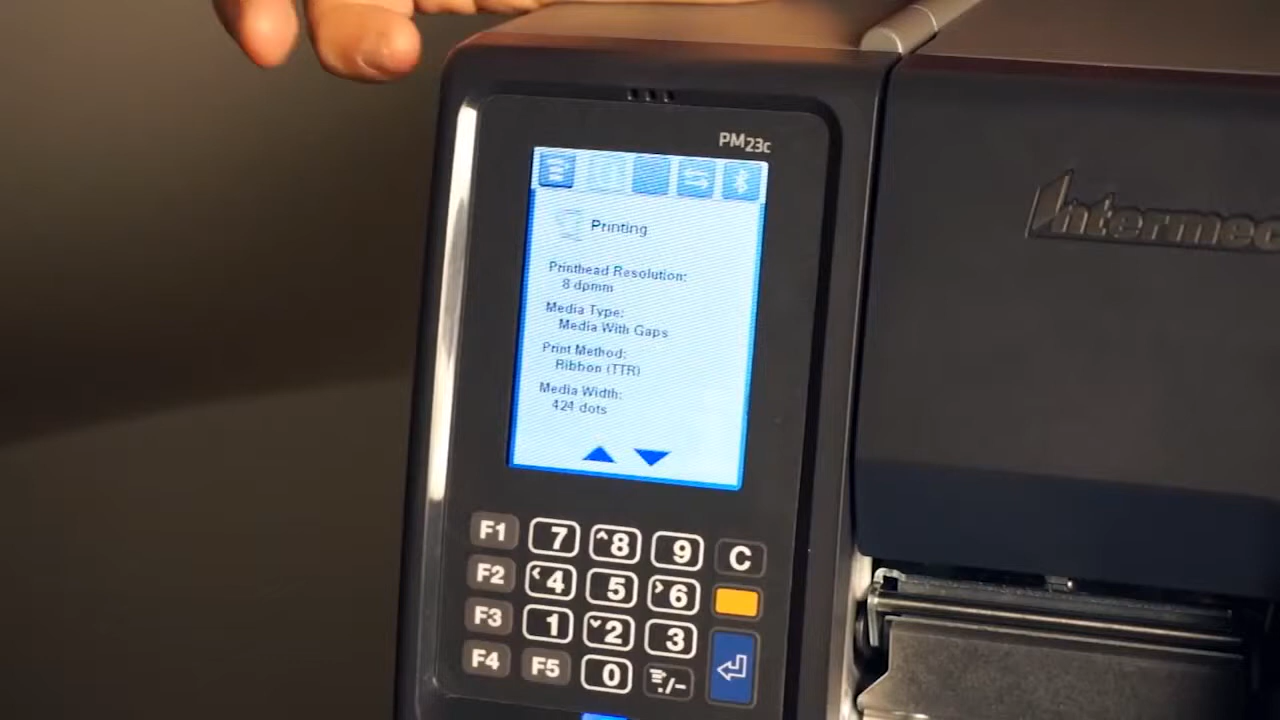 PM23c
Intermec
Printing
Printhead Resolution:
8 dpmm
Media Type:
Media With Gaps
Print Method:
Ribbon (TTR)
Media Width:
424 dots
F1 7 8 9 C
F2 4 5 6
F3 1 2 3
F4 F5 0 ./-